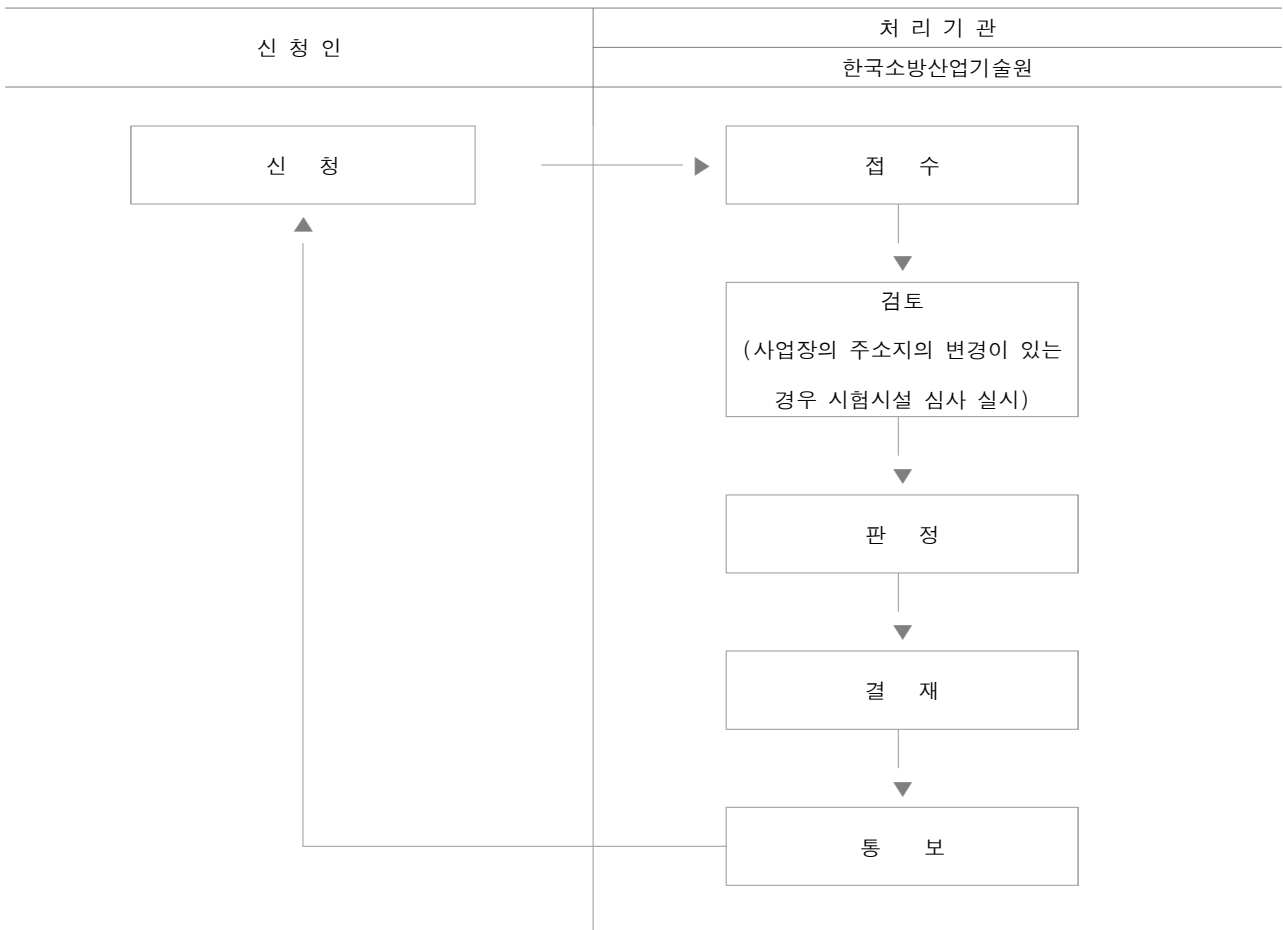 신 청 인
처 리 기 관
한국소방산업기술원
신 청
접 수
검토
(사업장의 주소지의 변경이 있는
경우 시험시설 심사 실시)
판 정
결 재
통 보